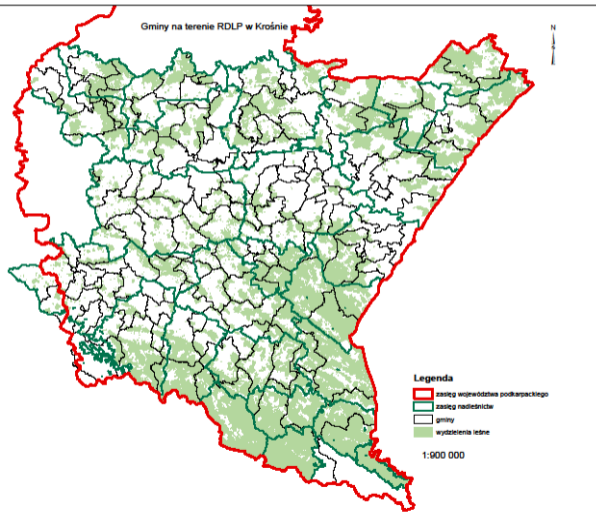 Gminy na terenie RDLP w Krośnie
N
Legenda
zasięg województwa podkarpackiego
zasięg nadleśnictw
gminy
wydzielenia leśne
1:900 000